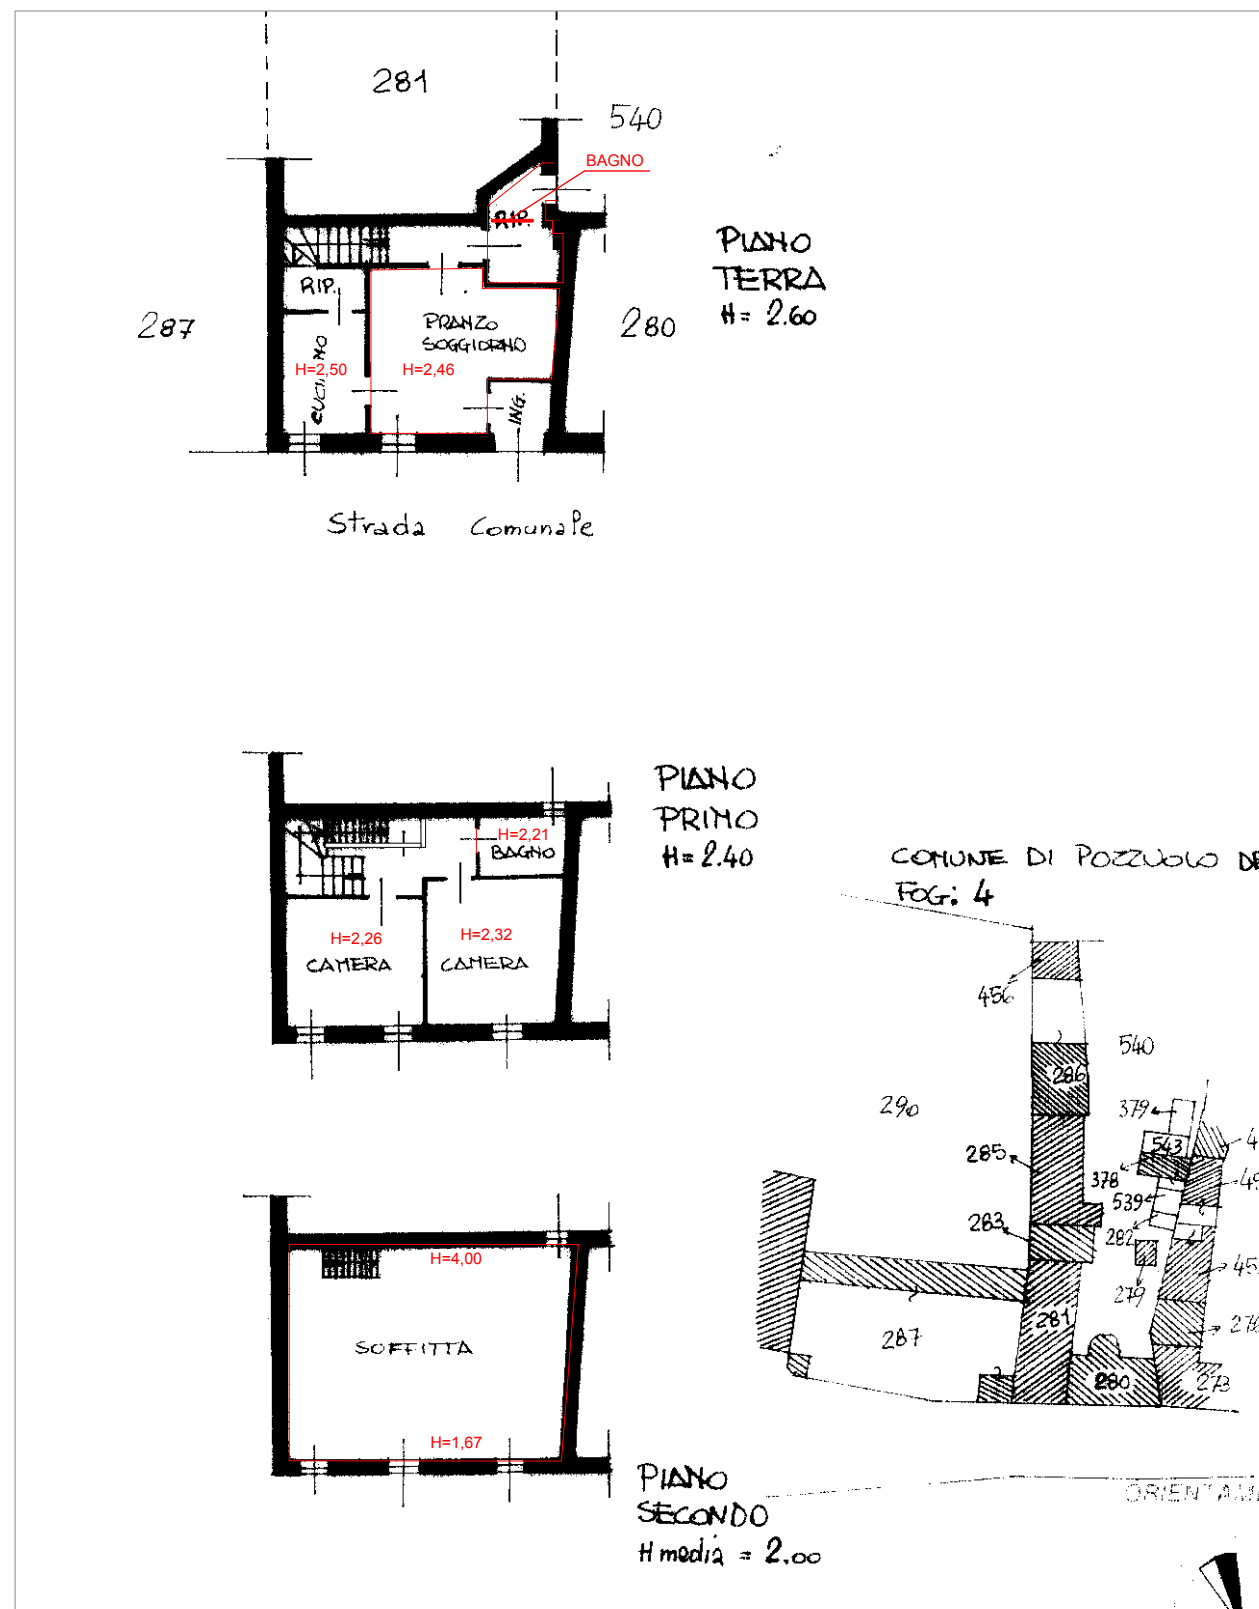 281
540
BAGNO
RIP.
PIANO
TERRA
H= 2.60
RIP.
287
280
PRANZO
SOGGIORNO
H=2,50
H=2,46
CUCININO
ING.
Strada Comunale
PIANO
PRIMO
H= 2.40
H=2,21
BAGNO
H=2,26
H=2,32
CAMERA
CAMERA
COMUNE DI POZZUOLO
FOG: 4
456
540
286
290
379
543
285
378
539
283
282
279
281
276
287
280
273
H=4,00
SOFFITTA
H=1,67
PIANO
SECONDO
H media = 2.00